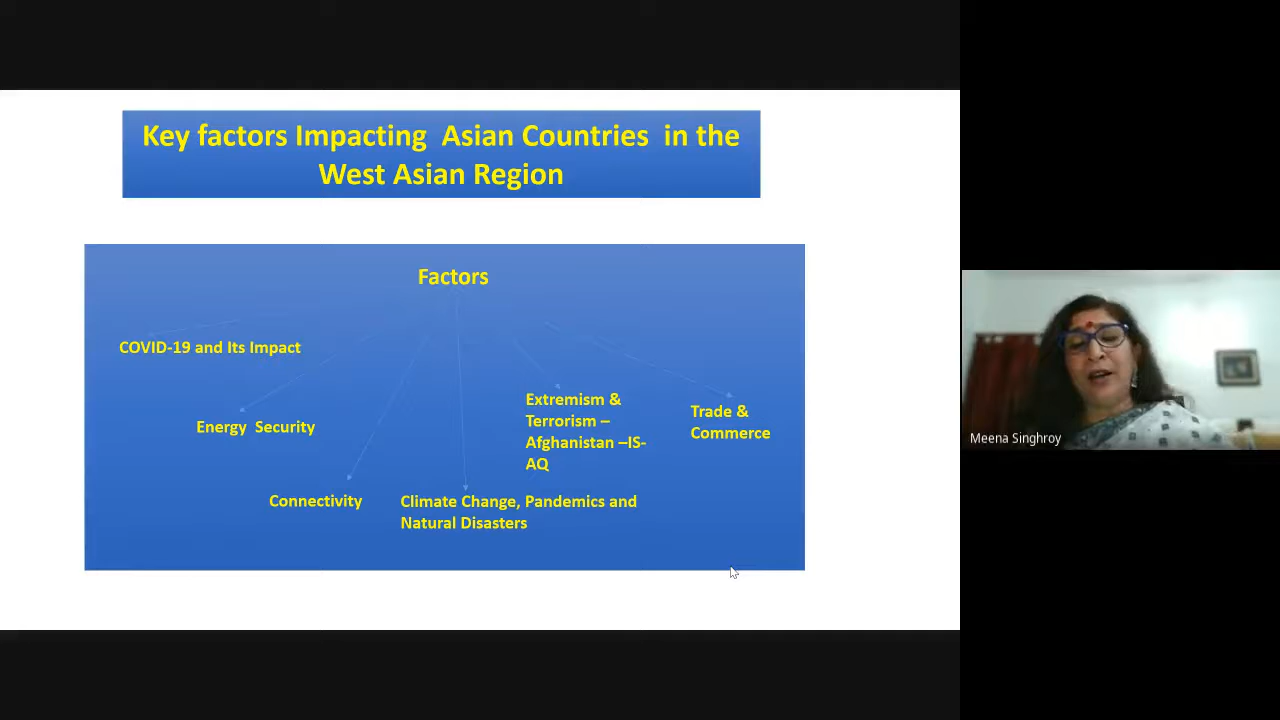 Key factors Impacting Asian Countries in the
West Asian Region
Factors
COVID-19 and Its Impact
Energy Security
Connectivity
Climate Change, Pandemics and
Natural Disasters
Extremism &
Terrorism –
Afghanistan –IS-
AQ
Trade &
Commerce
Meena Singhroy